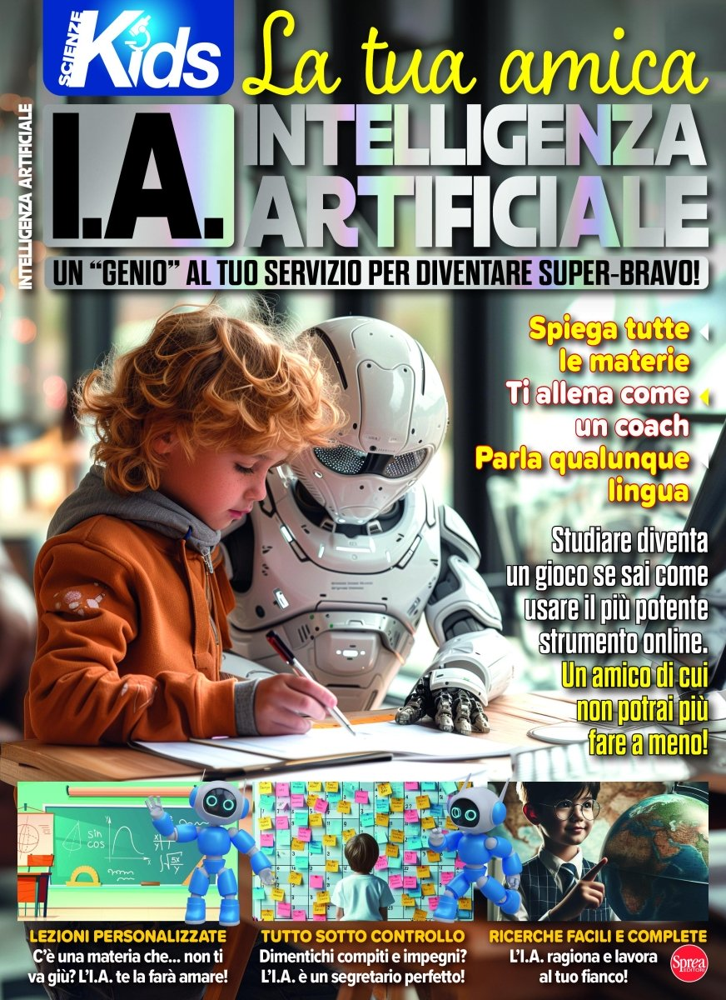 SCIENZE
Kids
La tua amica
INTELLIGENZA ARTIFICIALE
I.A.
INTELLIGENZA
ARTIFICIALE
UN “GENIO” AL TUO SERVIZIO PER DIVENTARE SUPER-BRAVO!
Spiega tutte
le materie
Ti allena come
un coach
Parla qualunque
lingua
Studiare diventa
un gioco se sai come
usare il più potente
strumento online.
Un amico di cui
non potrai più
fare a meno!
sin
cos
LEZIONI PERSONALIZZATE
C’è una materia che... non ti
va giù? L’I.A. te la farà amare!
TUTTO SOTTO CONTROLLO
Dimentichi compiti e impegni?
L’I.A. è un segretario perfetto!
RICERCHE FACILI E COMPLETE
L’I.A. ragiona e lavora
al tuo fianco!
Sprea
EDITORI